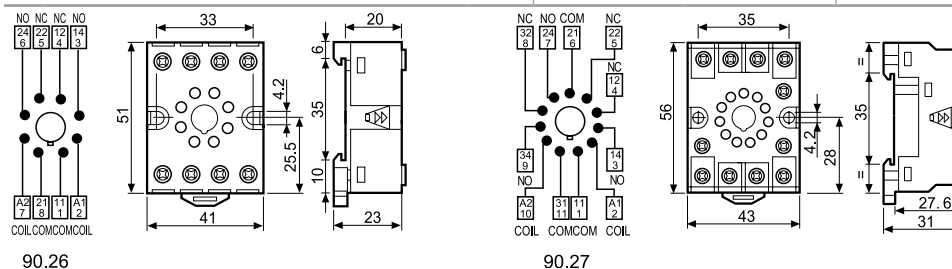 NO NC NC NO
24 22 12 14
6 5 4 3
33
20
6
51
35
4.2
25.5
10
A2 21 11 A1
7 8 1 2
COIL COM COM COIL
41
23
90.26
NC NO COM NC
32 24 21 22
8 7 6 5
NC
12
4
35
56
4.2
28
=
35
=
34
9
NO
14
3
NO
A2 31 11 A1
10 11 1 2
COIL COM COM COIL
43
27.6
31
90.27